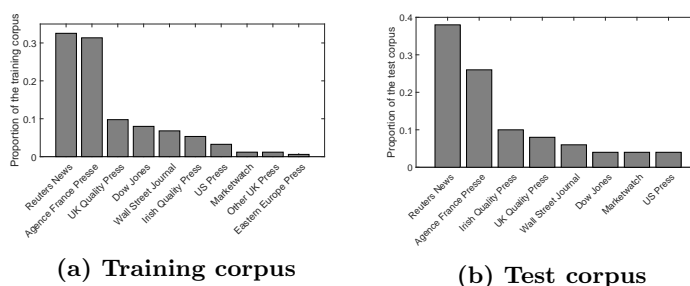 Proportion of the training corpus
0.3
0.2
0.1
0
Reuters News
Agence France Presse
UK Quality Press
Dow Jones
Wall Street Journal
Irish Quality Press
US Press
Marketwatch
Other UK Press
Eastern Europe Press
(a) Training corpus
Proportion of the test corpus
0.4
0.3
0.2
0.1
0
Reuters News
Agence France Presse
Irish Quality Press
UK Quality Press
Wall Street Journal
Dow Jones
Marketwatch
US Press
(b) Test corpus